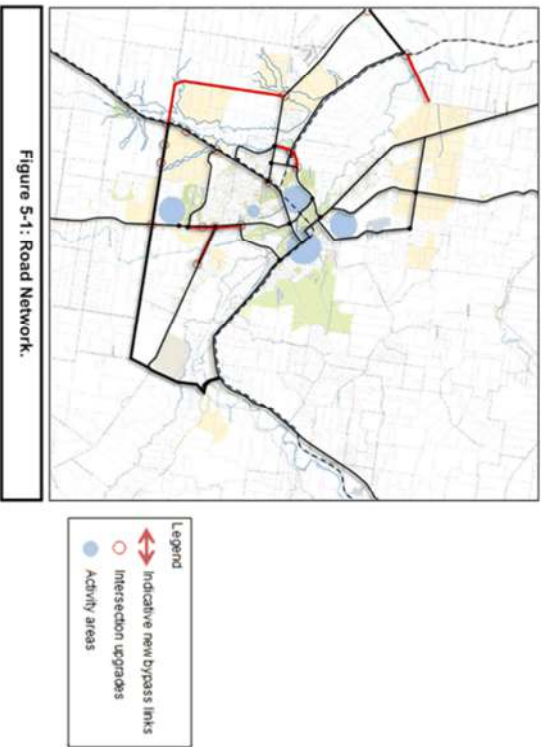 Figure 5-1: Road Network.
Legend
Indicative new bypass links
Intersection upgrades
Activity areas